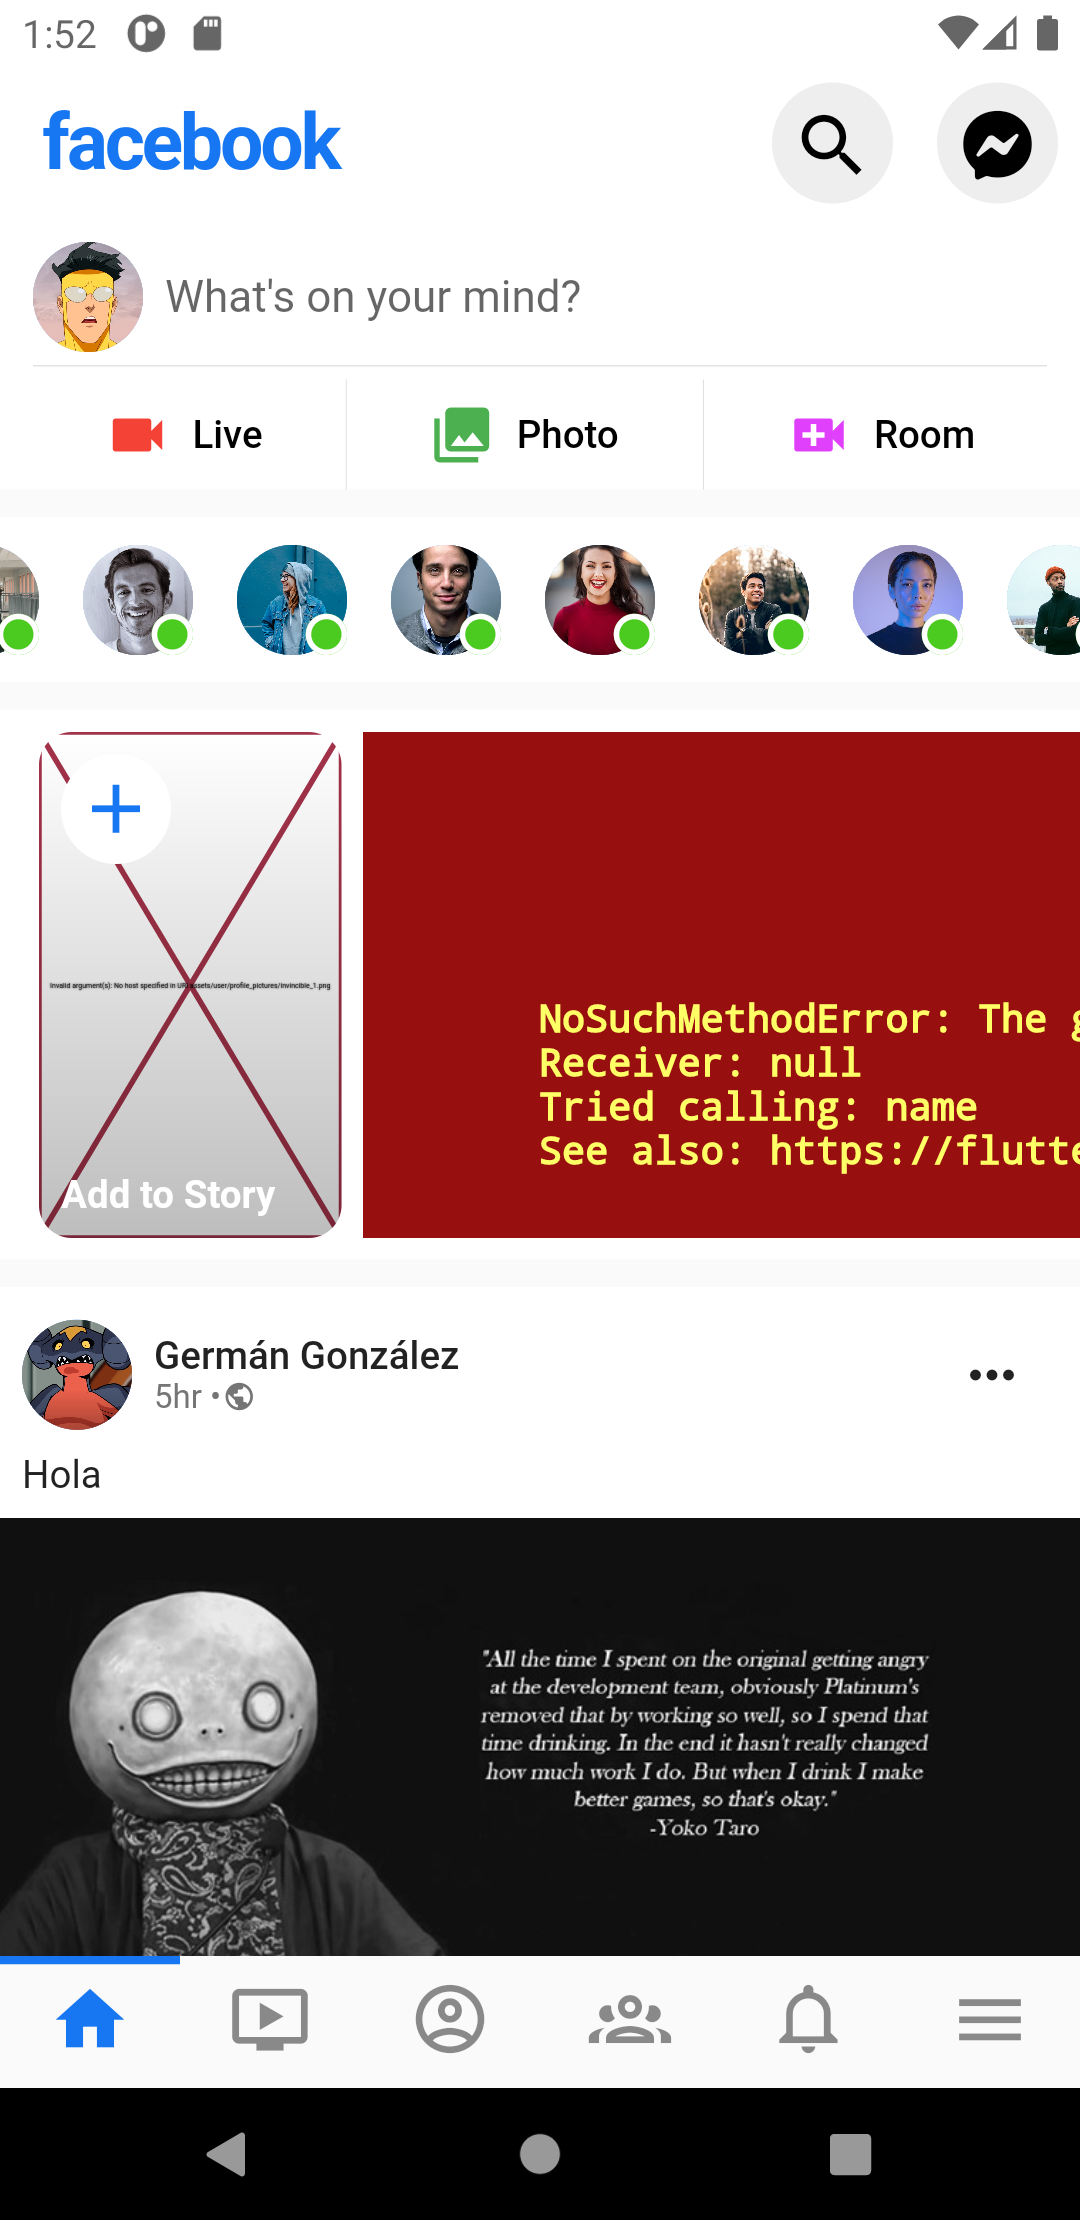 1:52
facebook
What's on your mind?
Live
Photo
Room
Invalid argument(s): No host specified in URI assets/user/profile_pictures/invincible_1.png
NoSuchMethodError: The
Receiver: null
Tried calling: name
See also: https://flutte
Add to Story
Germán González
5hr •
Hola
"All the time I spent on the original getting angry
at the development team, obviously Platinum's
removed that by working so well, so I spend that
time drinking. In the end it hasn't really changed
how much work I do. But when I drink I make
better games, so that's okay."
-Yoko Taro